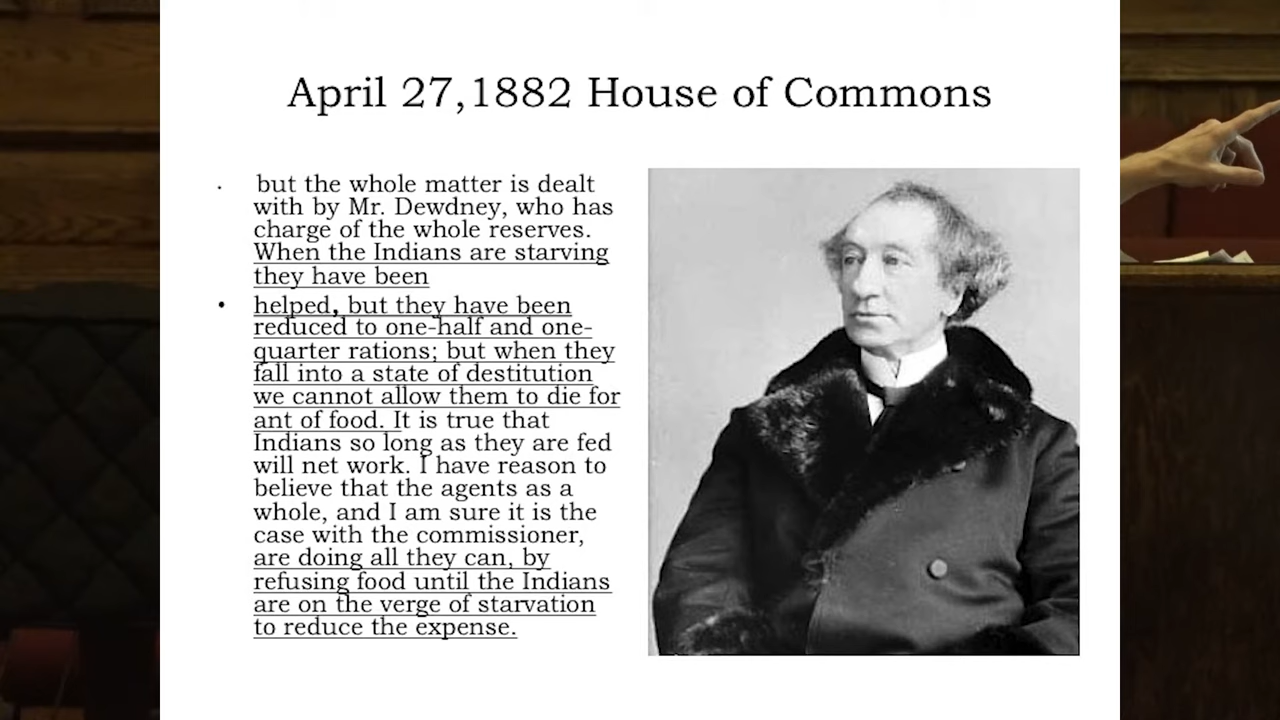 April 27,1882 House of Commons
but the whole matter is dealt
with by Mr. Dewdney, who has
charge of the whole reserves.
When the Indians are starving
they have been
helped, but they have been
reduced to one-half and one-
quarter rations; but when they
fall into a state of destitution
we cannot allow them to die for
ant of food. It is true that
Indians so long as they are fed
will net work. I have reason to
believe that the agents as a
whole, and I am sure it is the
case with the commissioner,
are doing all they can, by
refusing food until the Indians
are on the verge of starvation
to reduce the expense.